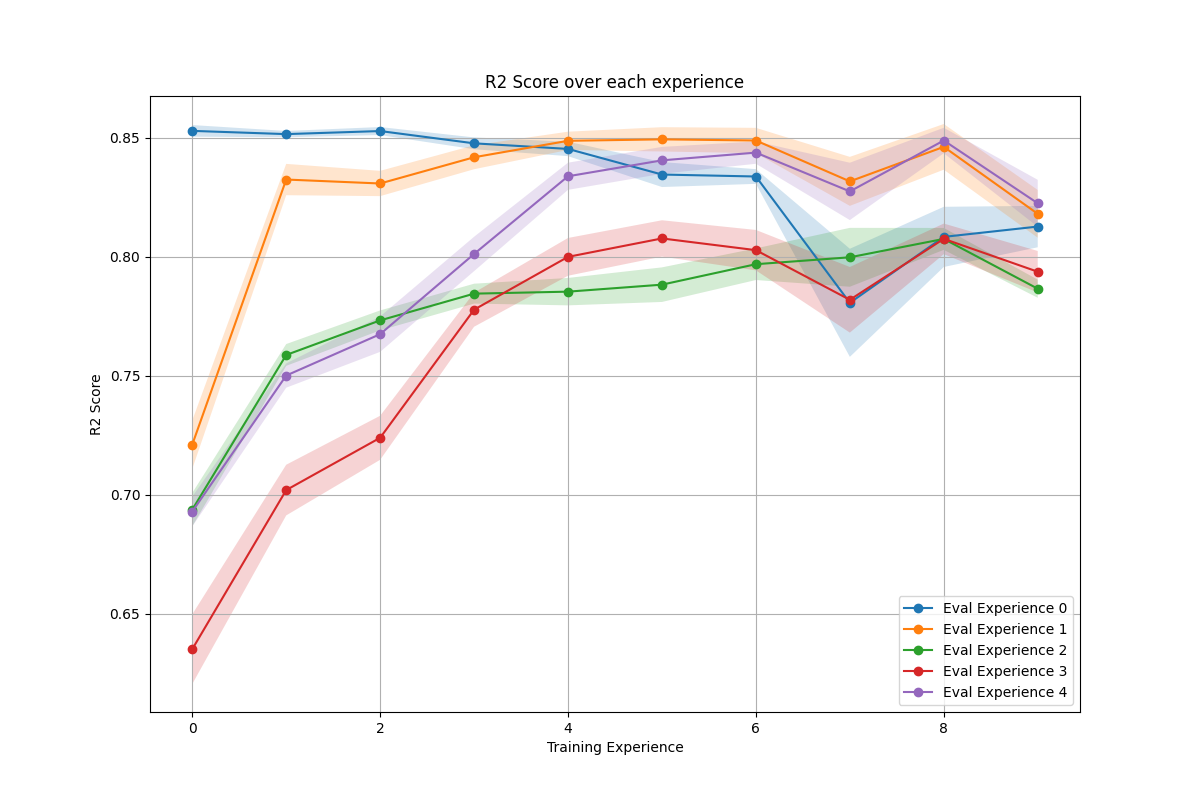 R2 Score over each experience
R2 Score
0.85
0.80
0.75
0.70
0.65
0
2
4
6
8
Training Experience
Eval Experience 0
Eval Experience 1
Eval Experience 2
Eval Experience 3
Eval Experience 4